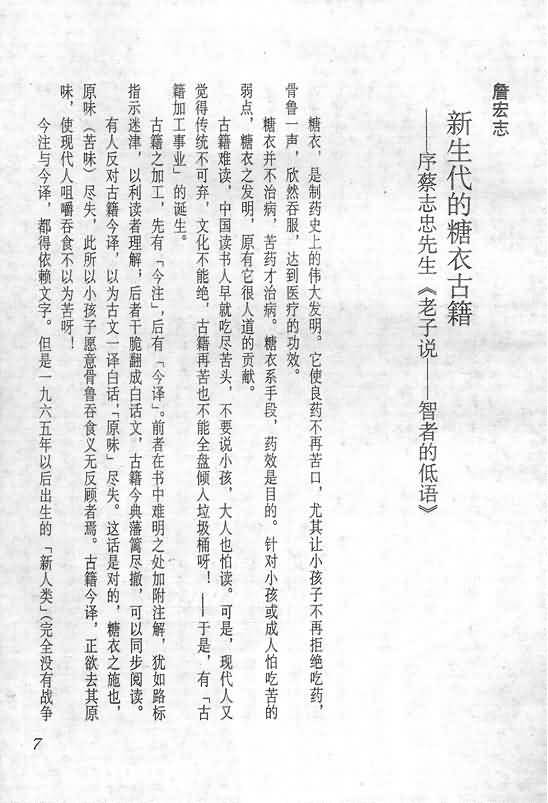 詹宏志
新生代的糖衣古籍
——序蔡志忠先生《老子说——智者的低语》
糖衣，是制药史上的伟大发明。它使良药不再苦口，尤其让小孩子不再拒绝吃药，
骨鲁一声，欣然吞服，达到医疗的功效。
糖衣并不治病，苦药才治病。糖衣系手段，药效是目的。针对小孩或成人怕吃苦的
弱点，糖衣之发明，原有它很人道的贡献。
古籍难读，中国读书人早就吃尽苦头，不要说小孩，大人也怕读。可是，现代人又
觉得传统不可弃，文化不能绝，古籍再苦也不能全盘倾人垃圾桶呀！——于是，有「古
籍加工事业」的诞生。
古籍之加工，先有「今注」，后有「今译」。前者在书中难明之处加附注解，犹如路标
指示迷津，以利读者理解，后者干脆翻成白话文，古籍今典藩篱尽撤，可以同步阅读。
有人反对古籍今译，以为古文一译白话，「原味」尽失。这话是对的，糖衣之施也，
原味（苦味）尽失，此所以小孩子愿意骨鲁吞食义无反顾者焉。古籍今译，正欲去其原
味，使现代人咀嚼吞食不以为苦呀！
今注与今译，都得依赖文字。但是一九六五年以后出生的「新人类」（完全没有战争
7